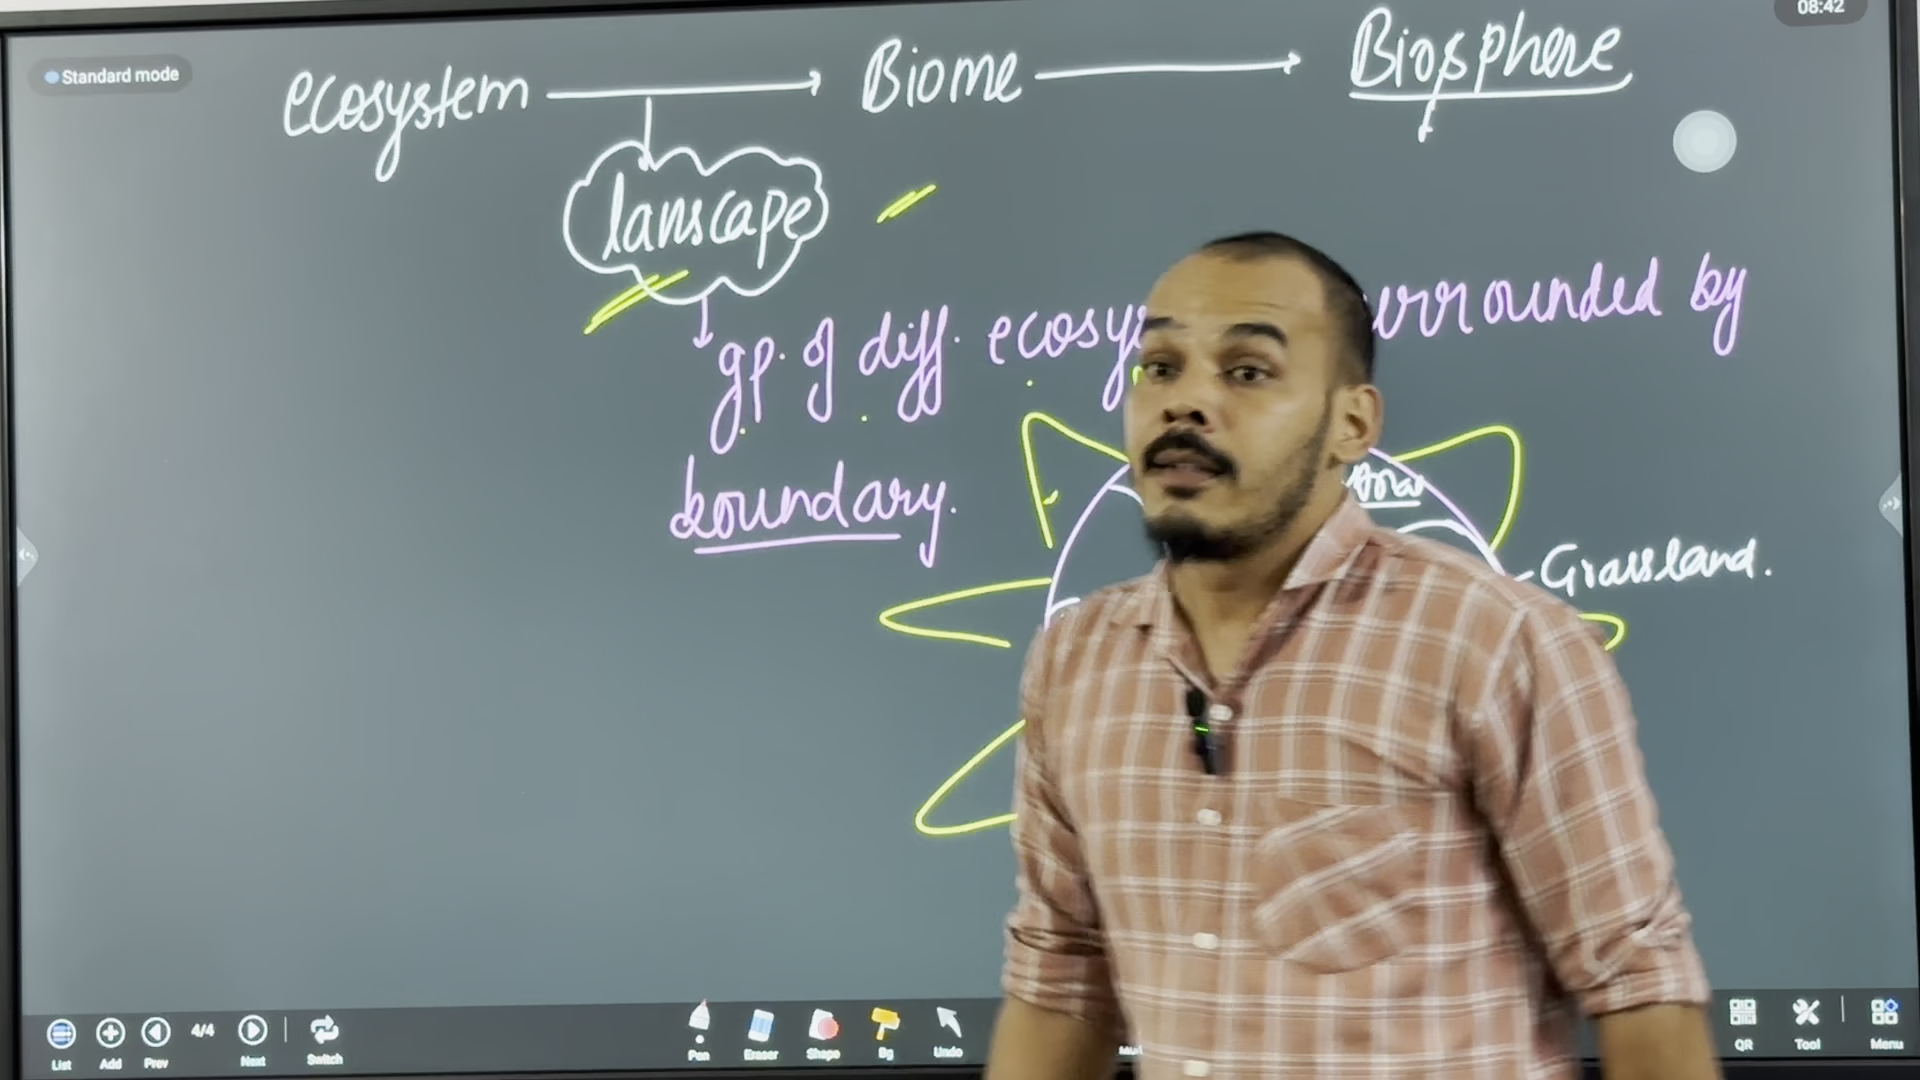 08:42
Standard mode
ecosystem Biome Biosphere
lanscape
gp. of diff. ecosys urrounded by
boundary.
Grassland.
List Add Prev 4/4 Next Switch Pen Eraser Shape Bg Undo QR Tool Menu